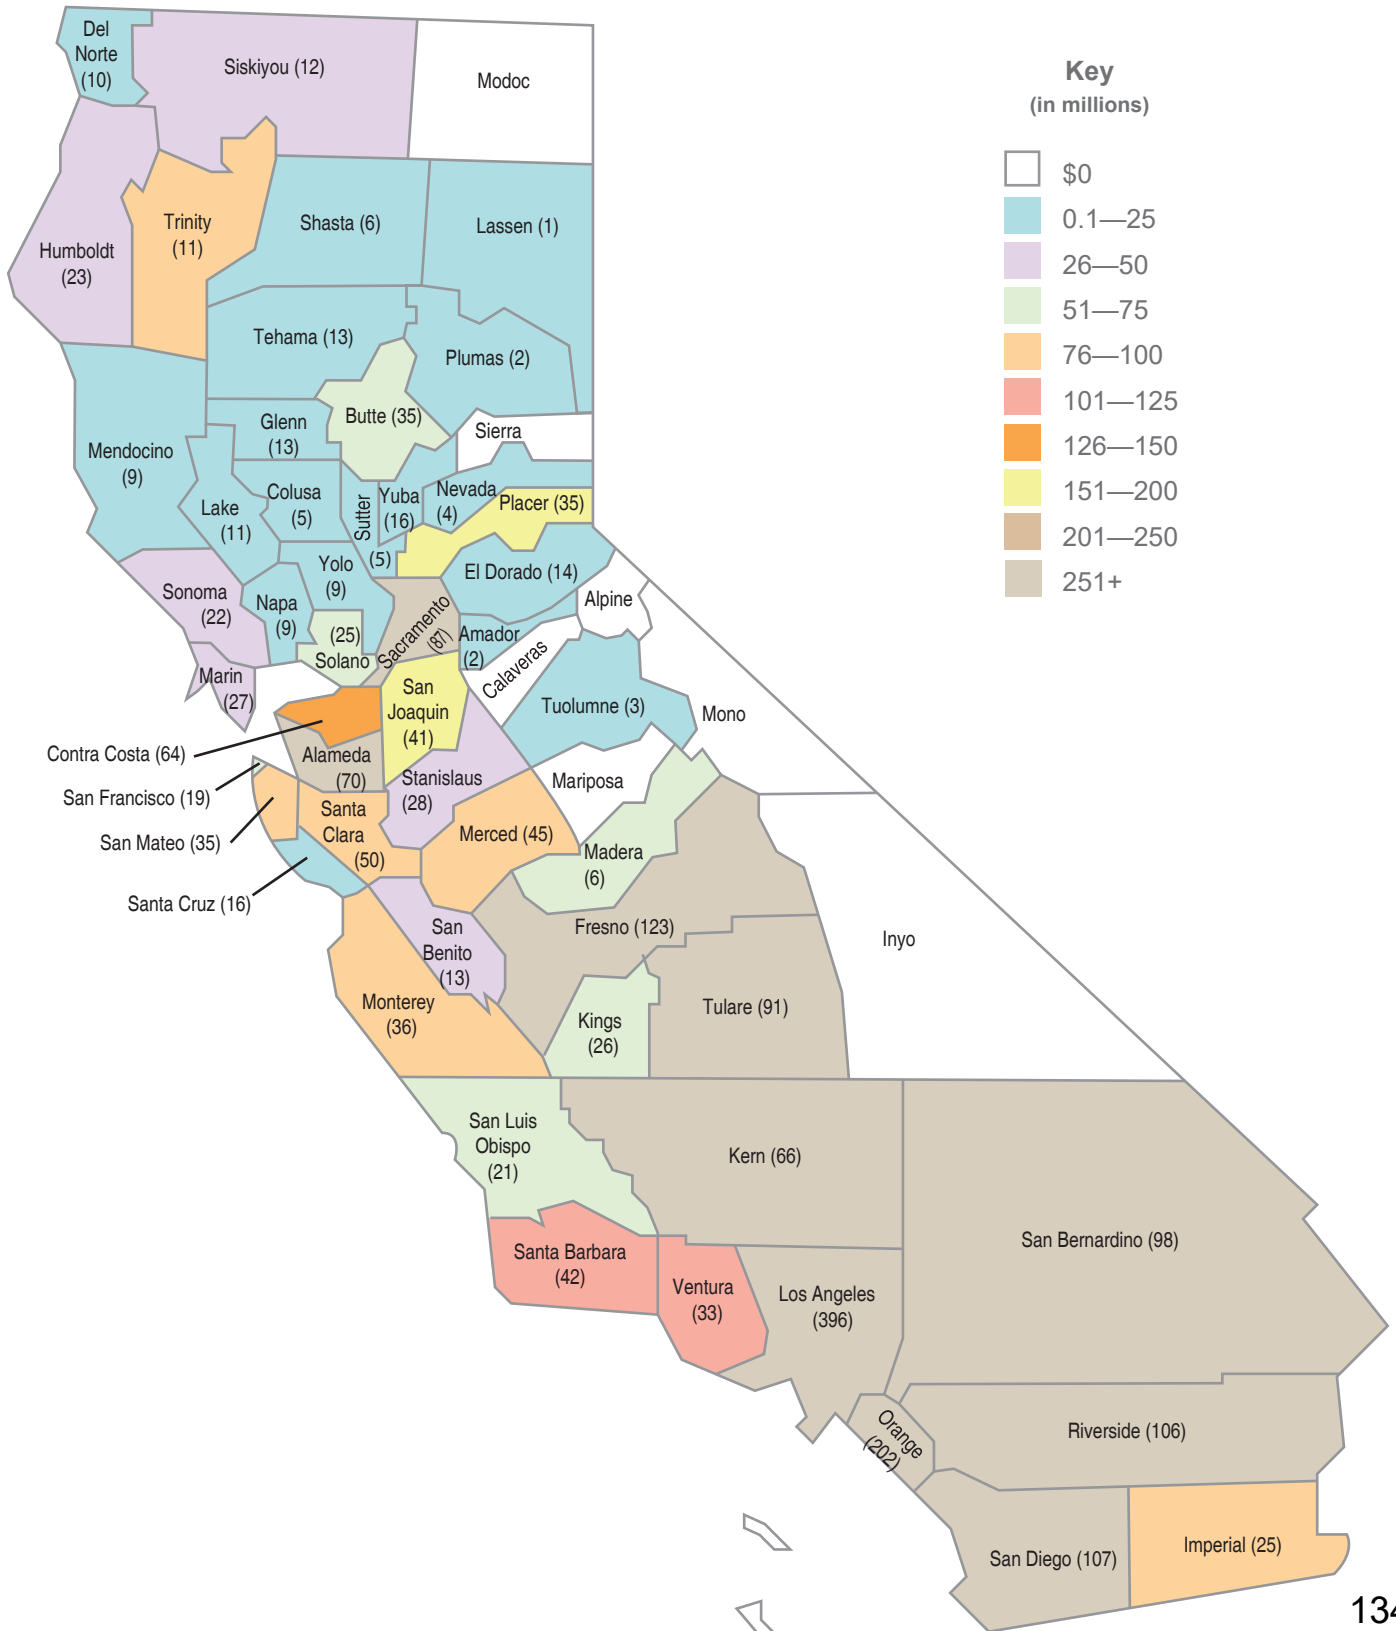 Del
Norte
(10)
Siskiyou (12)
Modoc
Key
(in millions)
$0
0.1—25
26—50
51—75
76—100
101—125
126—150
151—200
201—250
251+
Humboldt
(23)
Trinity
(11)
Shasta (6)
Lassen (1)
Tehama (13)
Plumas (2)
Butte (35)
Glenn
(13)
Sierra
Mendocino
(9)
Lake
(11)
Colusa
(5)
Sutter
(5)
Yuba
(16)
Nevada
(4)
Placer (35)
Yolo
(9)
El Dorado (14)
Sonoma
(22)
Napa
(9)
(25)
Solano
Sacramento
(87)
Amador
(2)
Alpine
Calaveras
Marin
(27)
San
Joaquin
(41)
Tuolumne (3)
Mono
Contra Costa (64)
Alameda
(70)
Stanislaus
(28)
Mariposa
San Francisco (19)
San Mateo (35)
Santa
Clara
(50)
Merced (45)
Madera
(6)
Santa Cruz (16)
San
Benito
(13)
Fresno (123)
Inyo
Monterey
(36)
Kings
(26)
Tulare (91)
San Luis
Obispo
(21)
Kern (66)
San Bernardino (98)
Santa Barbara
(42)
Ventura
(33)
Los Angeles
(396)
Orange
(202)
Riverside (106)
San Diego (107)
Imperial (25)
134